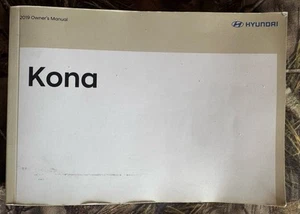 2019 Owner's Manual
HYUNDAI
Kona